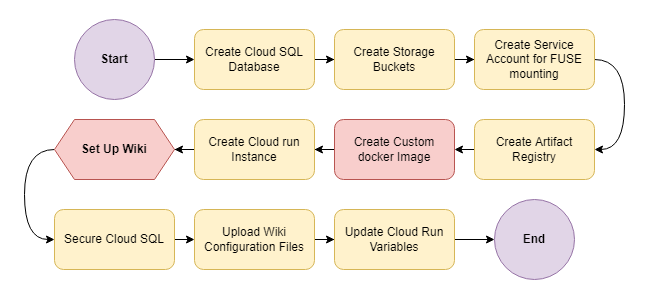 Start
Create Cloud SQL
Database
Create Storage
Buckets
Create Service
Account for FUSE
mounting
Set Up Wiki
Create Cloud run
Instance
Create Custom
docker Image
Create Artifact
Registry
Secure Cloud SQL
Upload Wiki
Configuration Files
Update Cloud Run
Variables
End